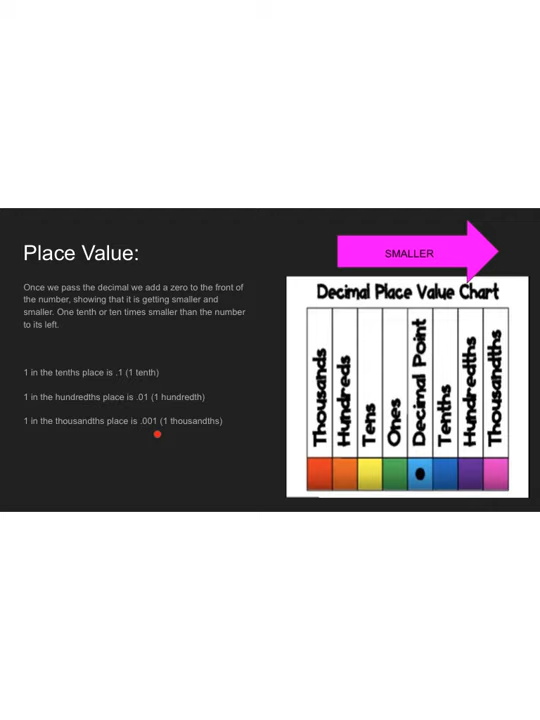 Place Value:
SMALLER
Once we pass the decimal we add a zero to the front of
the number, showing that it is getting smaller and
smaller. One tenth or ten times smaller than the number
to its left.
1 in the tenths place is .1 (1 tenth)
1 in the hundredths place is .01 (1 hundredth)
1 in the thousandths place is .001 (1 thousandths)
Decimal Place Value Chart
Thousands
Hundreds
Tens
Ones
Decimal Point
Tenths
Hundredths
Thousandths